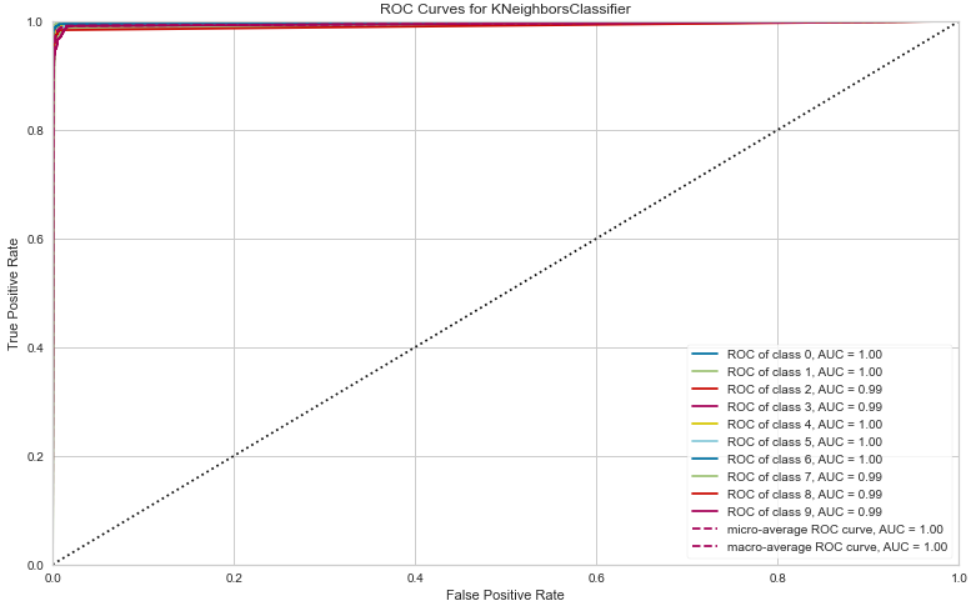 ROC Curves for KNeighborsClassifier
1.0
0.8
0.6
0.4
0.2
0.0
True Positive Rate
0.0 0.2 0.4 0.6 0.8 1.0
False Positive Rate
ROC of class 0, AUC = 1.00
ROC of class 1, AUC = 1.00
ROC of class 2, AUC = 0.99
ROC of class 3, AUC = 0.99
ROC of class 4, AUC = 1.00
ROC of class 5, AUC = 1.00
ROC of class 6, AUC = 1.00
ROC of class 7, AUC = 0.99
ROC of class 8, AUC = 0.99
ROC of class 9, AUC = 0.99
micro-average ROC curve, AUC = 1.00
macro-average ROC curve, AUC = 1.00